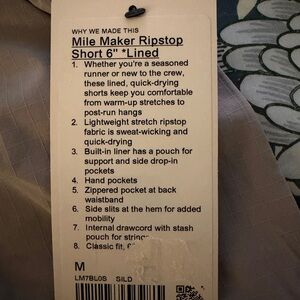 WHY WE MADE THIS
Mile Maker Ripstop
Short 6" *Lined
1. Whether you're a seasoned
runner or new to the crew,
these lined, quick-drying
shorts keep you comfortable
from warm-up stretches to
post-run hangs
2. Lightweight stretch ripstop
fabric is sweat-wicking and
quick-drying
3. Built-in liner has a pouch for
support and side drop-in
pockets
4. Hand pockets
5. Zippered pocket at back
waistband
6. Side slits at the hem for added
mobility
7. Internal drawcord with stash
pouch for
8. Classic fit,
M
LM7BL0S SILD